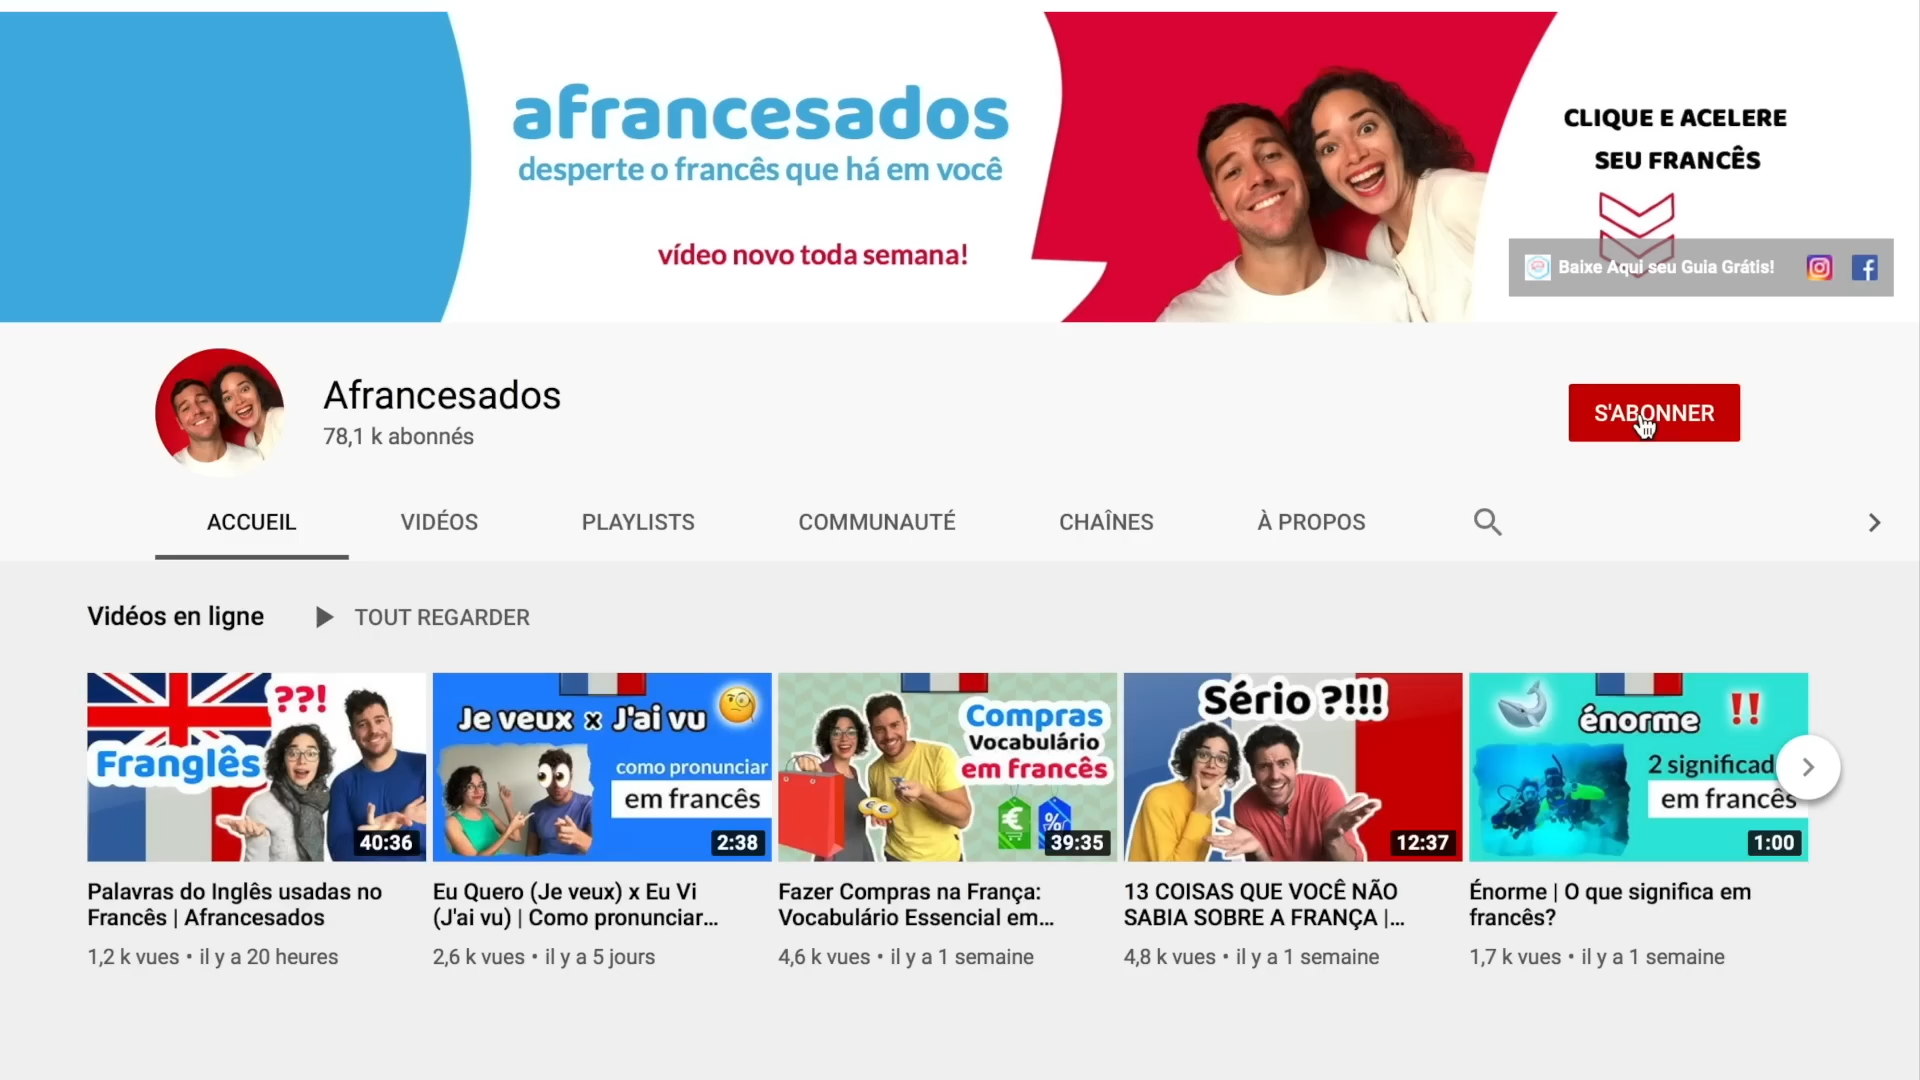 afrancesados
desperte o francês que há em você
vídeo novo toda semana!
CLIQUE E ACELERE
SEU FRANCÊS
Baixe Aqui seu Guia Grátis!
Afrancesados
78,1 k abonnés
S'ABONNER
ACCUEIL
VIDÉOS
PLAYLISTS
COMMUNAUTÉ
CHAÎNES
À PROPOS
Vidéos en ligne
TOUT REGARDER
??!
Franglês
40:36
Je veux x J'ai vu
como pronunciar
em francês
2:38
Compras
Vocabulário
em francês
€
%
39:35
Sério ?!!!
12:37
énorme !!
2 significad
em francês
1:00
Palavras do Inglês usadas no
Francês | Afrancesados
1,2 k vues • il y a 20 heures
Eu Quero (Je veux) x Eu Vi
(J'ai vu) | Como pronunciar...
2,6 k vues • il y a 5 jours
Fazer Compras na França:
Vocabulário Essencial em...
4,6 k vues • il y a 1 semaine
13 COISAS QUE VOCÊ NÃO
SABIA SOBRE A FRANÇA |...
4,8 k vues • il y a 1 semaine
Énorme | O que significa em
francês?
1,7 k vues • il y a 1 semaine